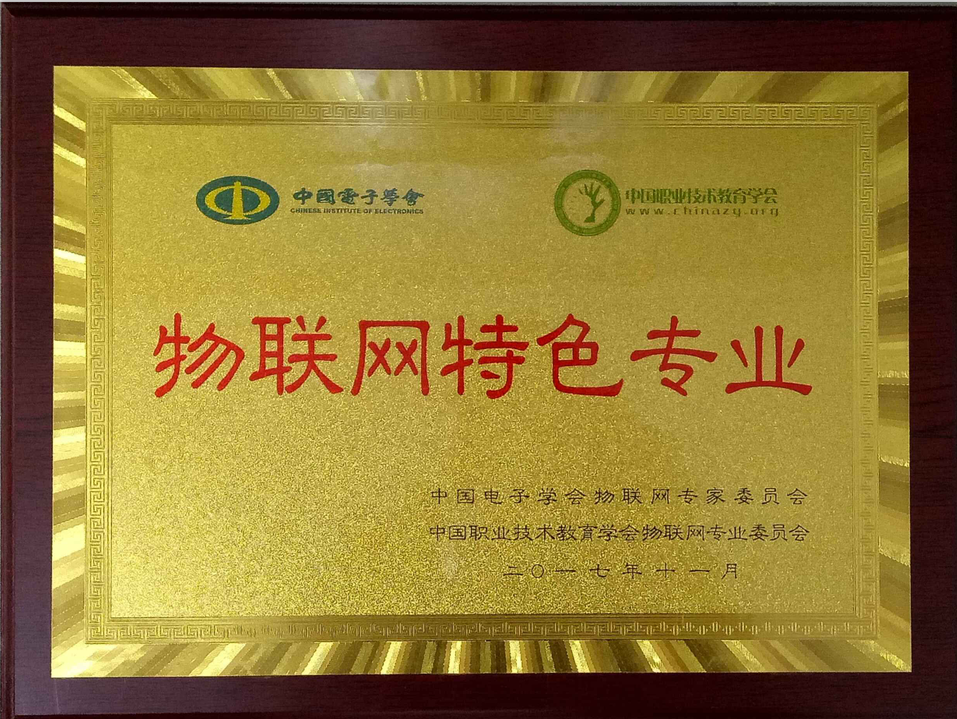 中國電子學會
CHINESE INSTITUTE OF ELECTRONICS
中国职业技术教育学会
www.chinazy.org
物联网特色专业
中国电子学会物联网专家委员会
中国职业技术教育学会物联网专业委员会
二〇一七年十一月